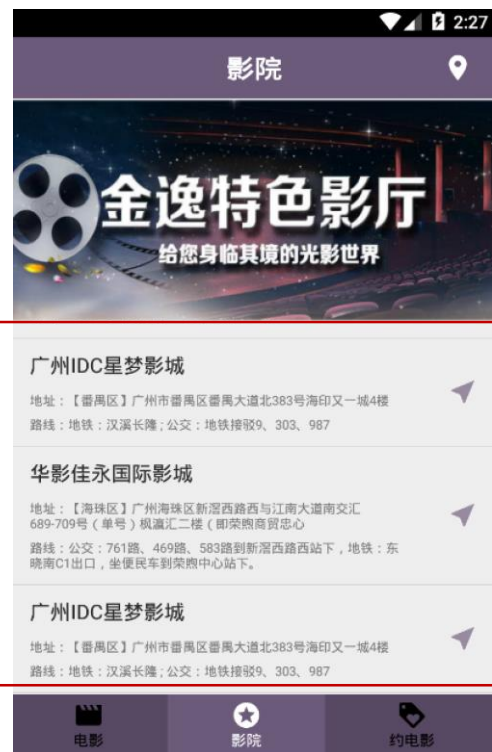 2:27
影院
金逸特色影厅
给您身临其境的光影世界
广州IDC星梦影城
地址：【番禺区】广州市番禺区番禺大道北383号海印又一城4楼
路线：地铁：汉溪长隆;公交：地铁接驳9、303、987
华影佳永国际影城
地址：【海珠区】广州海珠区新滘西路西与江南大道南交汇
689-709号（单号）枫瀛汇二楼（即荣煦商贸忠心
路线：公交：761路、469路、583路到新滘西路西站下，地铁：东
晓南C1出口，坐便民车到荣煦中心站下。
广州IDC星梦影城
地址：【番禺区】广州市番禺区番禺大道北383号海印又一城4楼
路线：地铁：汉溪长隆;公交：地铁接驳9、303、987
电影
影院
约电影